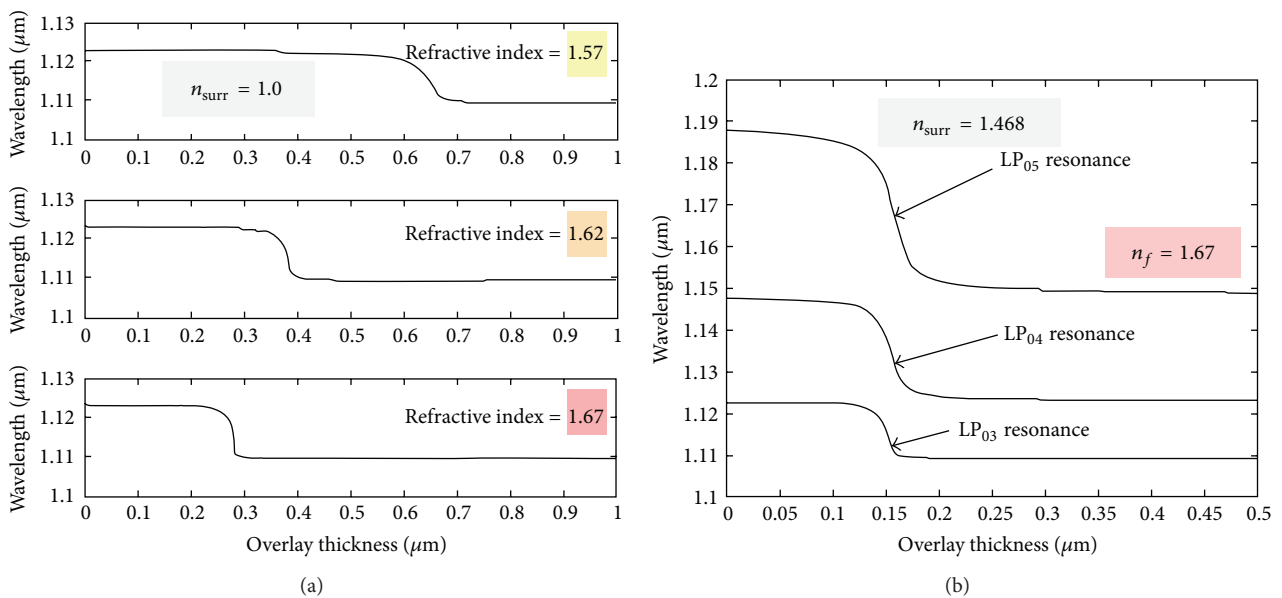 1.13
1.12
1.11
1.1
Wavelength (μm)
Refractive index = 1.57
n_surr = 1.0
0 0.1 0.2 0.3 0.4 0.5 0.6 0.7 0.8 0.9 1
1.13
1.12
1.11
1.1
Wavelength (μm)
Refractive index = 1.62
0 0.1 0.2 0.3 0.4 0.5 0.6 0.7 0.8 0.9 1
1.13
1.12
1.11
1.1
Wavelength (μm)
Refractive index = 1.67
0 0.1 0.2 0.3 0.4 0.5 0.6 0.7 0.8 0.9 1
Overlay thickness (μm)
(a)
1.2
1.19
1.18
1.17
1.16
1.15
1.14
1.13
1.12
1.11
1.1
Wavelength (μm)
n_surr = 1.468
LP₀₅ resonance
n_f = 1.67
LP₀₄ resonance
LP₀₃ resonance
0 0.05 0.1 0.15 0.2 0.25 0.3 0.35 0.4 0.45 0.5
Overlay thickness (μm)
(b)